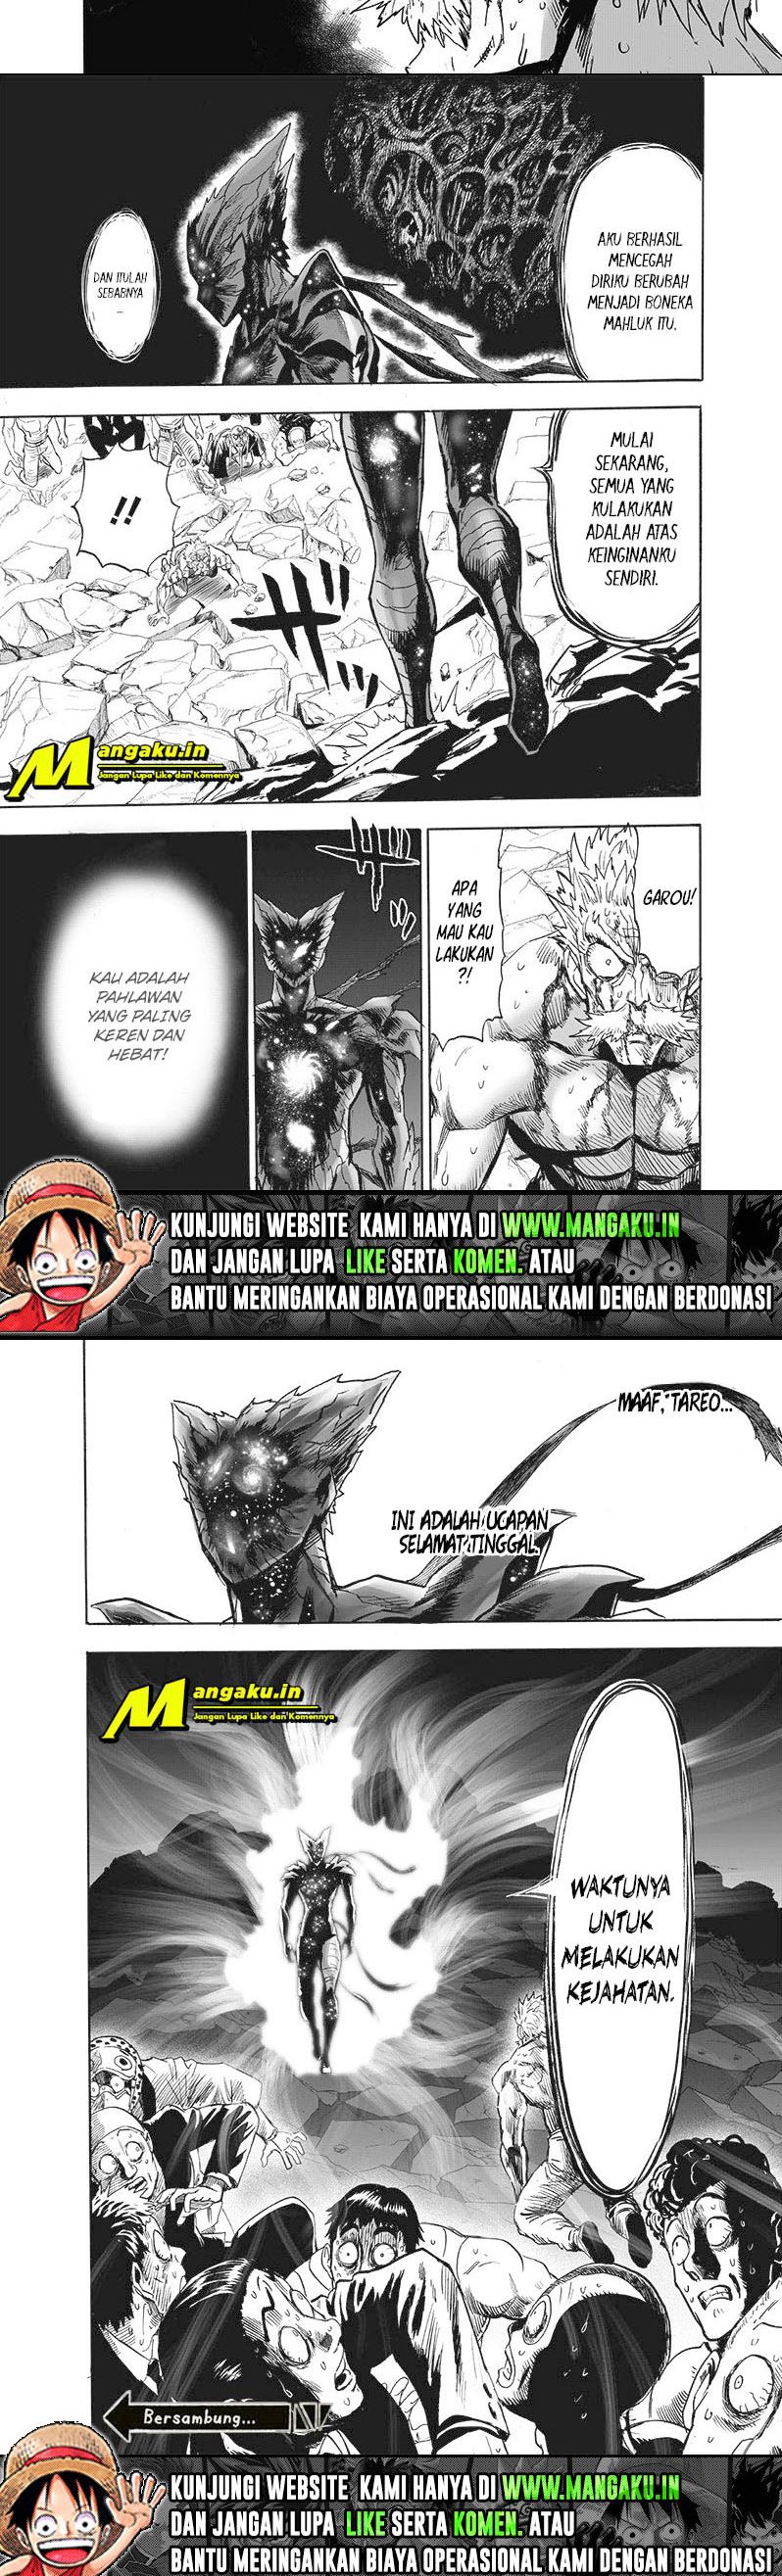 AKU BERHASIL
MENCEGAH
DIRIKU BERUBAH
MENJADI BONEKA
MAHLUK ITU.
DAN ITULAH
SEBABNYA
...
MULAI
SEKARANG,
SEMUA YANG
KULAKUKAN
ADALAH ATAS
KEINGINANKU
SENDIRI.
!!
ザッ
Mangaku.in
Jangan Lupa Like dan Komennya
GAROU!
APA
YANG
MAU KAU
LAKUKAN
?!
ザッ
KAU ADALAH
PAHLAWAN
YANG PALING
KEREN DAN
HEBAT!
KUNJUNGI WEBSITE KAMI HANYA DI WWW.MANGAKU.IN
DAN JANGAN LUPA LIKE SERTA KOMEN. ATAU
BANTU MERINGANKAN BIAYA OPERASIONAL KAMI DENGAN BERDONASI
MAAF, TAREO...
INI ADALAH UCAPAN
SELAMAT TINGGAL.
Mangaku.in
Jangan Lupa Like dan Komennya
WAKTUNYA
UNTUK
MELAKUKAN
KEJAHATAN.
Bersambung...
KUNJUNGI WEBSITE KAMI HANYA DI WWW.MANGAKU.IN
DAN JANGAN LUPA LIKE SERTA KOMEN. ATAU
BANTU MERINGANKAN BIAYA OPERASIONAL KAMI DENGAN BERDONASI